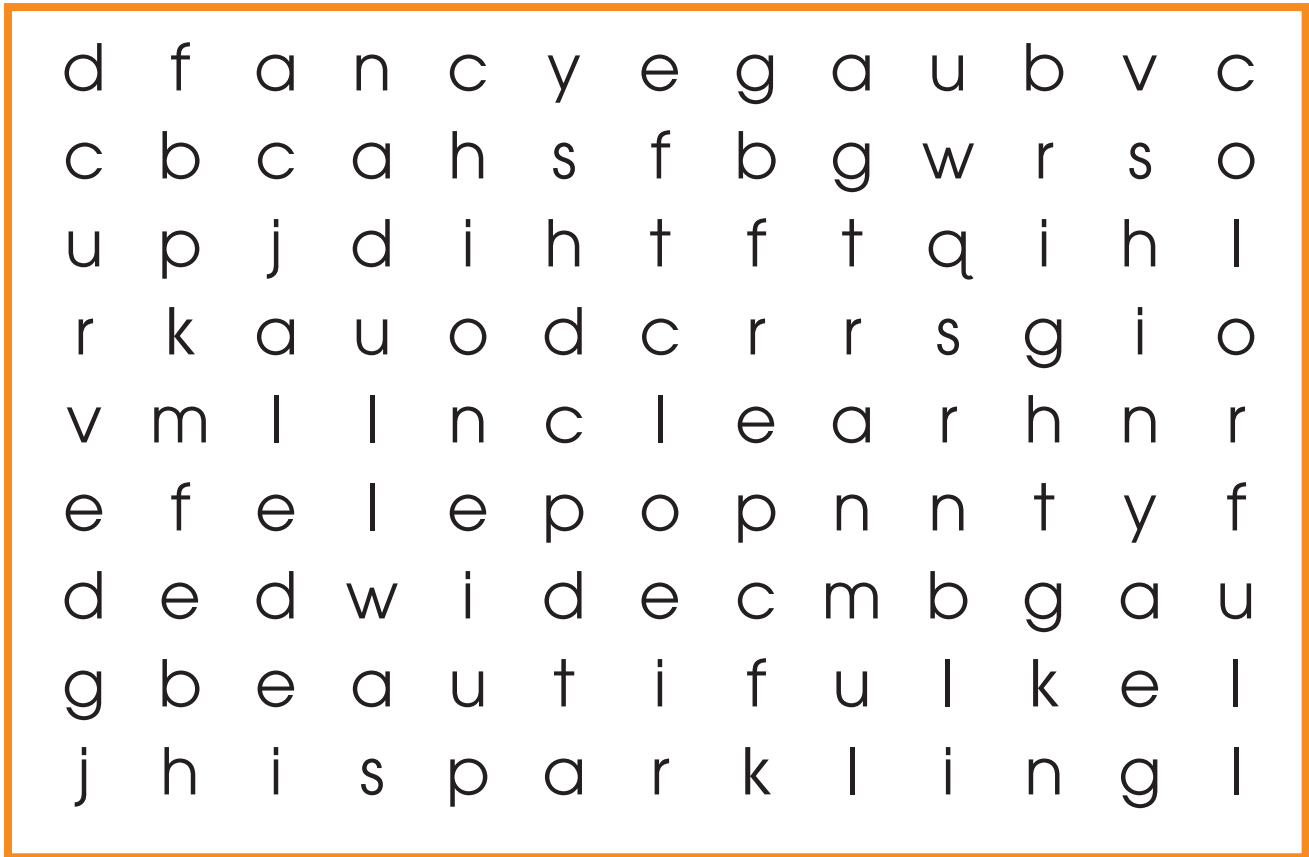 d f a n c y e g a u b v c
c b c a h s f b g w r s o
u p j d i h t f t q i h l
r k a u o d c r r s g i o
v m l l n c l e a r h n r
e f e l e p o p n n t y f
d e d w i d e c m b g a u
g b e a u t i f u l k e l
j h i s p a r k l i n g l